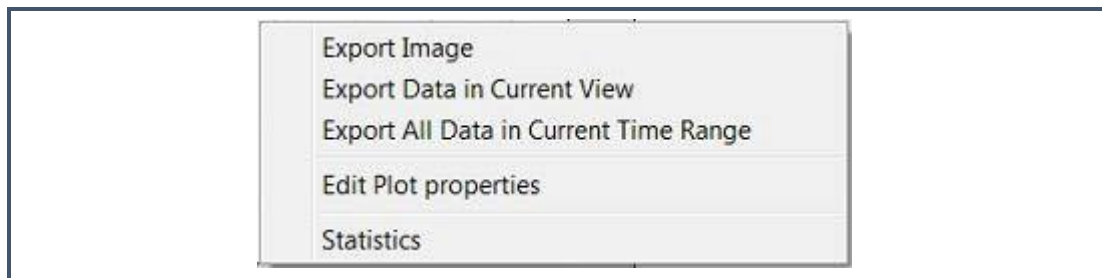 Export Image
Export Data in Current View
Export All Data in Current Time Range
Edit Plot properties
Statistics